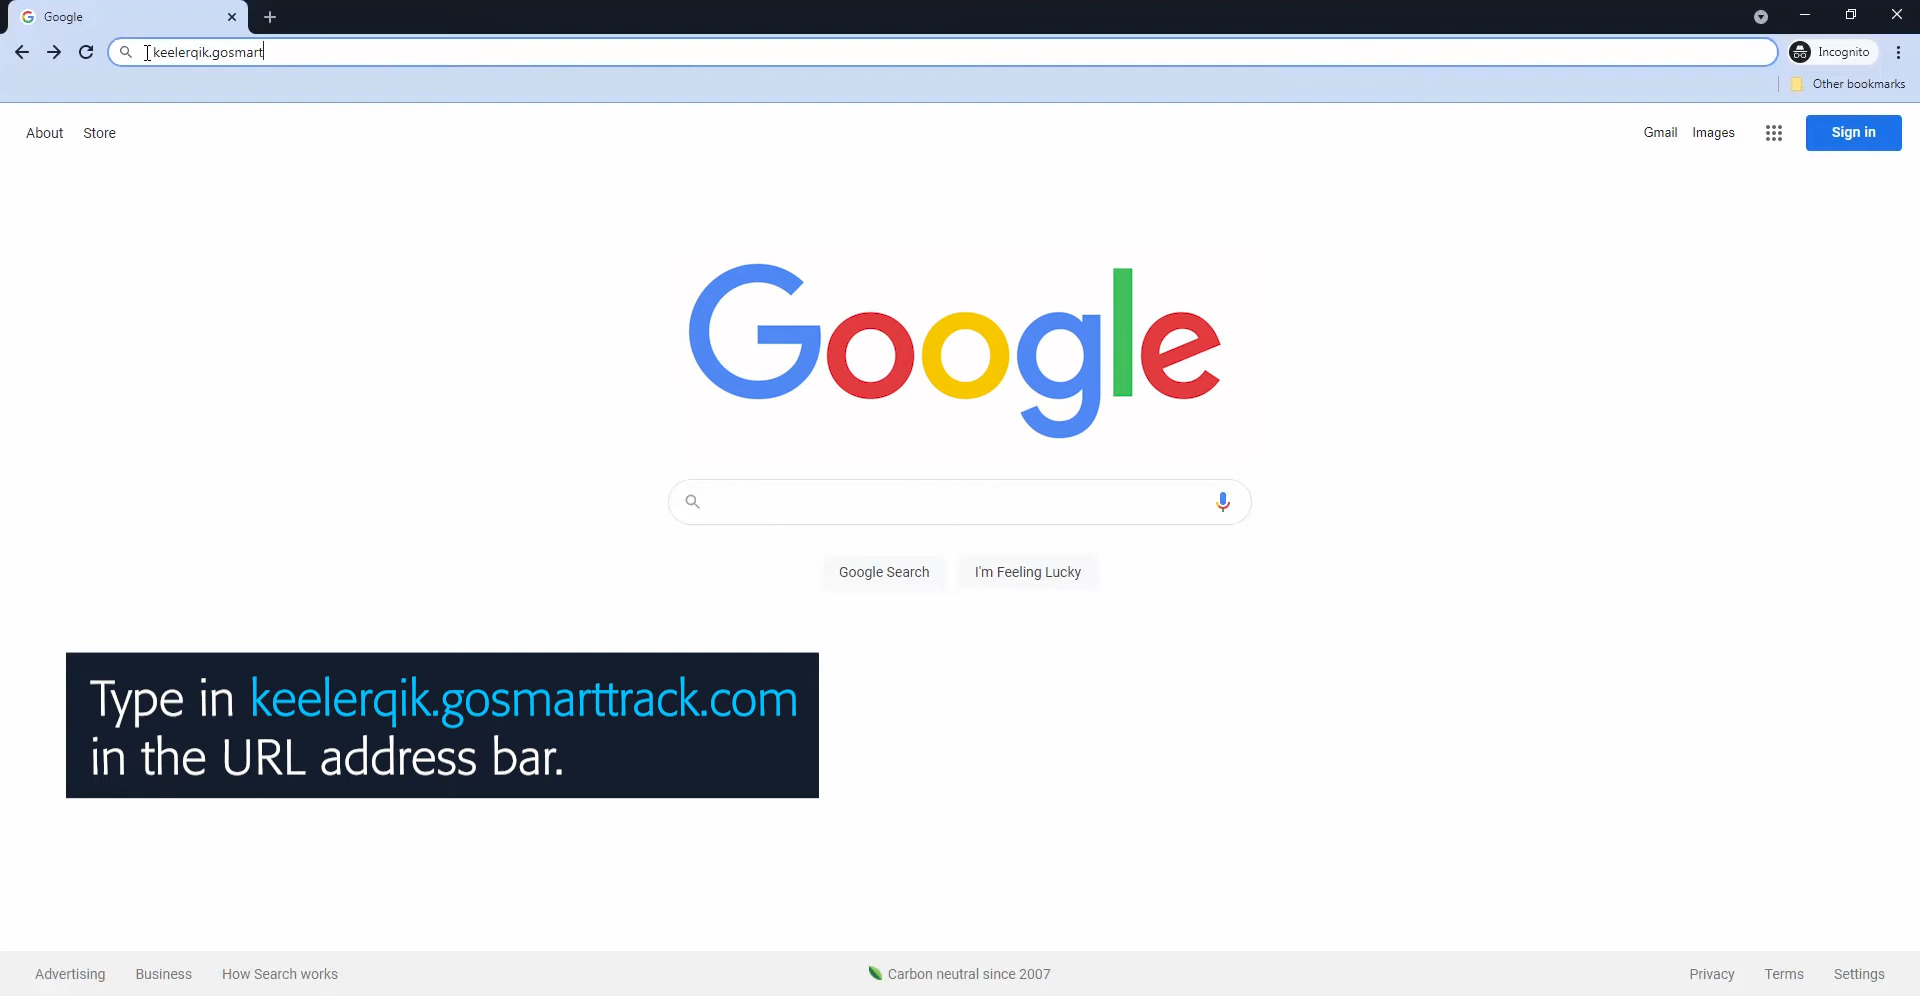 Google
keelerqik.gosmart
Incognito
Other bookmarks
About Store
Gmail Images Sign in
Google
Google Search I'm Feeling Lucky
Type in keelerqik.gosmarttrack.com
in the URL address bar.
Advertising Business How Search works Carbon neutral since 2007 Privacy Terms Settings